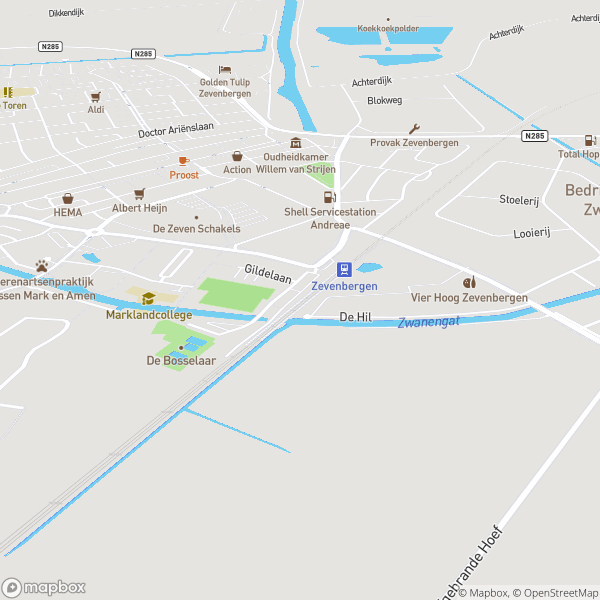 Dikkendijk
Kookkoekpolder
Achterdijk
Achterdijk
N285
N285
Golden Tulip
Zevenbergen
Achterdijk
Blokweg
e Toren
Aldi
Doctor Ariënslaan
Provak Zevenbergen
N285
Total Hop
Oudheidkamer
Willem van Strijen
Proost
Action
Bedr
Zw
HEMA
Albert Heijn
De Zeven Schakels
Shell Servicestation
Andreae
Stoelerij
Looierij
erenartsenpraktijk
ssen Mark en Amen
Gildelaan
Zevenbergen
Vier Hoog Zevenbergen
Marklandcollege
De Hil
Zwanengat
De Bosselaar
nebrande Hoef
mapbox
© Mapbox, © OpenStreetMap